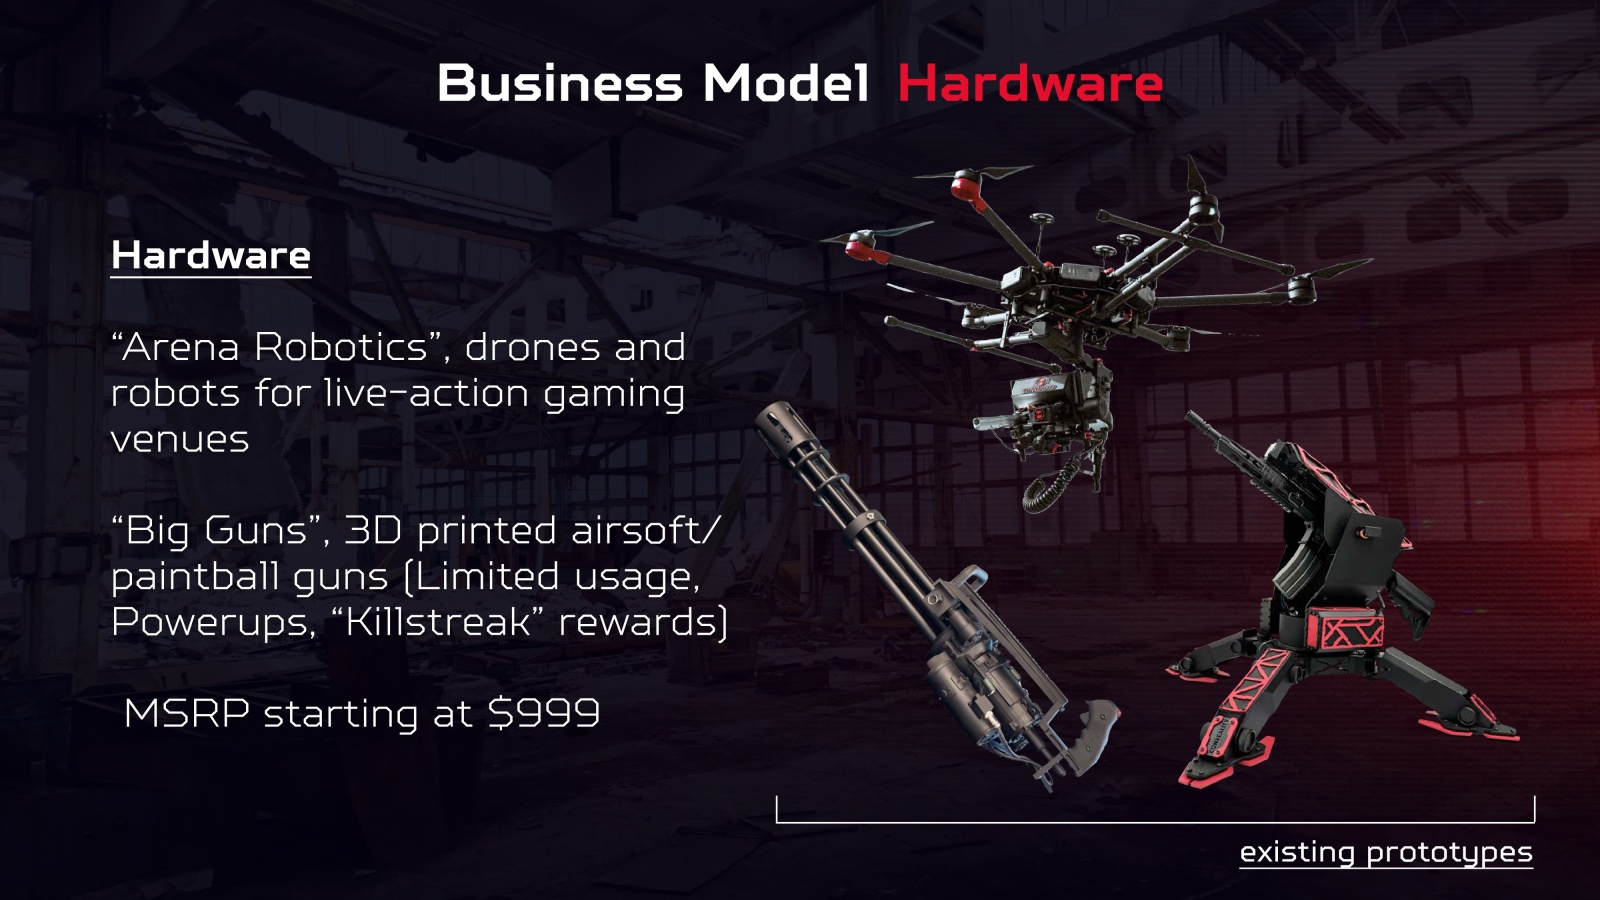 Business Model Hardware
Hardware
“Arena Robotics”, drones and
robots for live-action gaming
venues
“Big Guns”, 3D printed airsoft/
paintball guns (Limited usage,
Powerups, “Killstreak” rewards)
MSRP starting at $999
existing prototypes